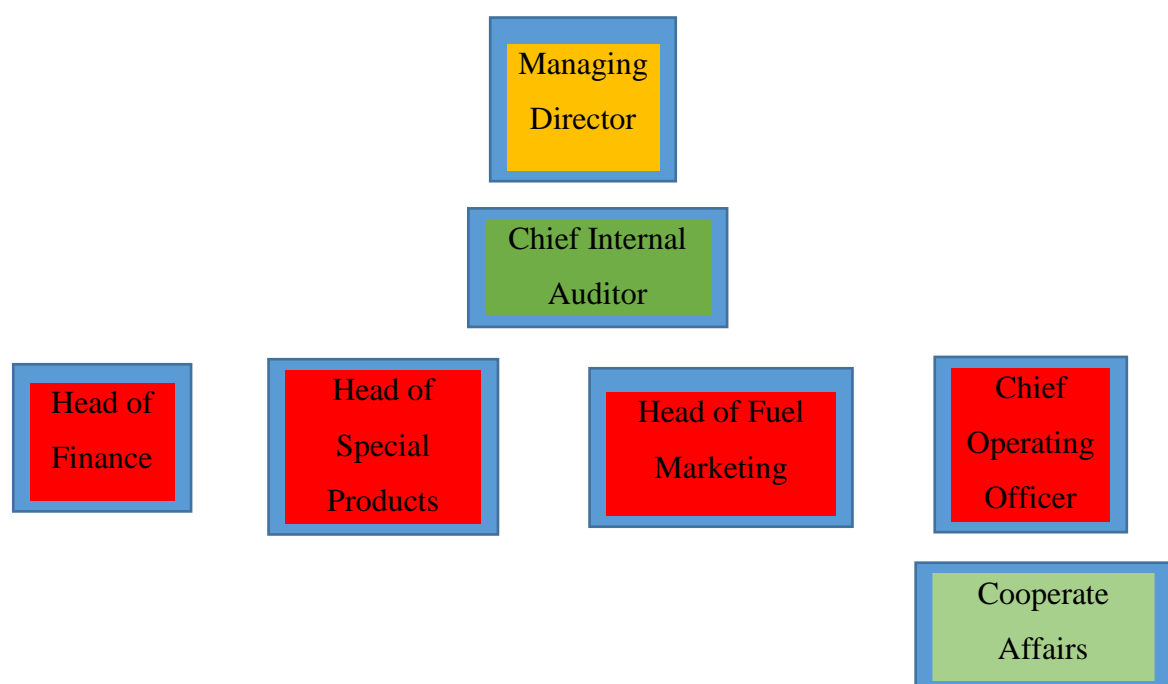 Managing
Director
Chief Internal
Auditor
Head of
Finance
Head of
Special
Products
Head of Fuel
Marketing
Chief
Operating
Officer
Cooperate
Affairs